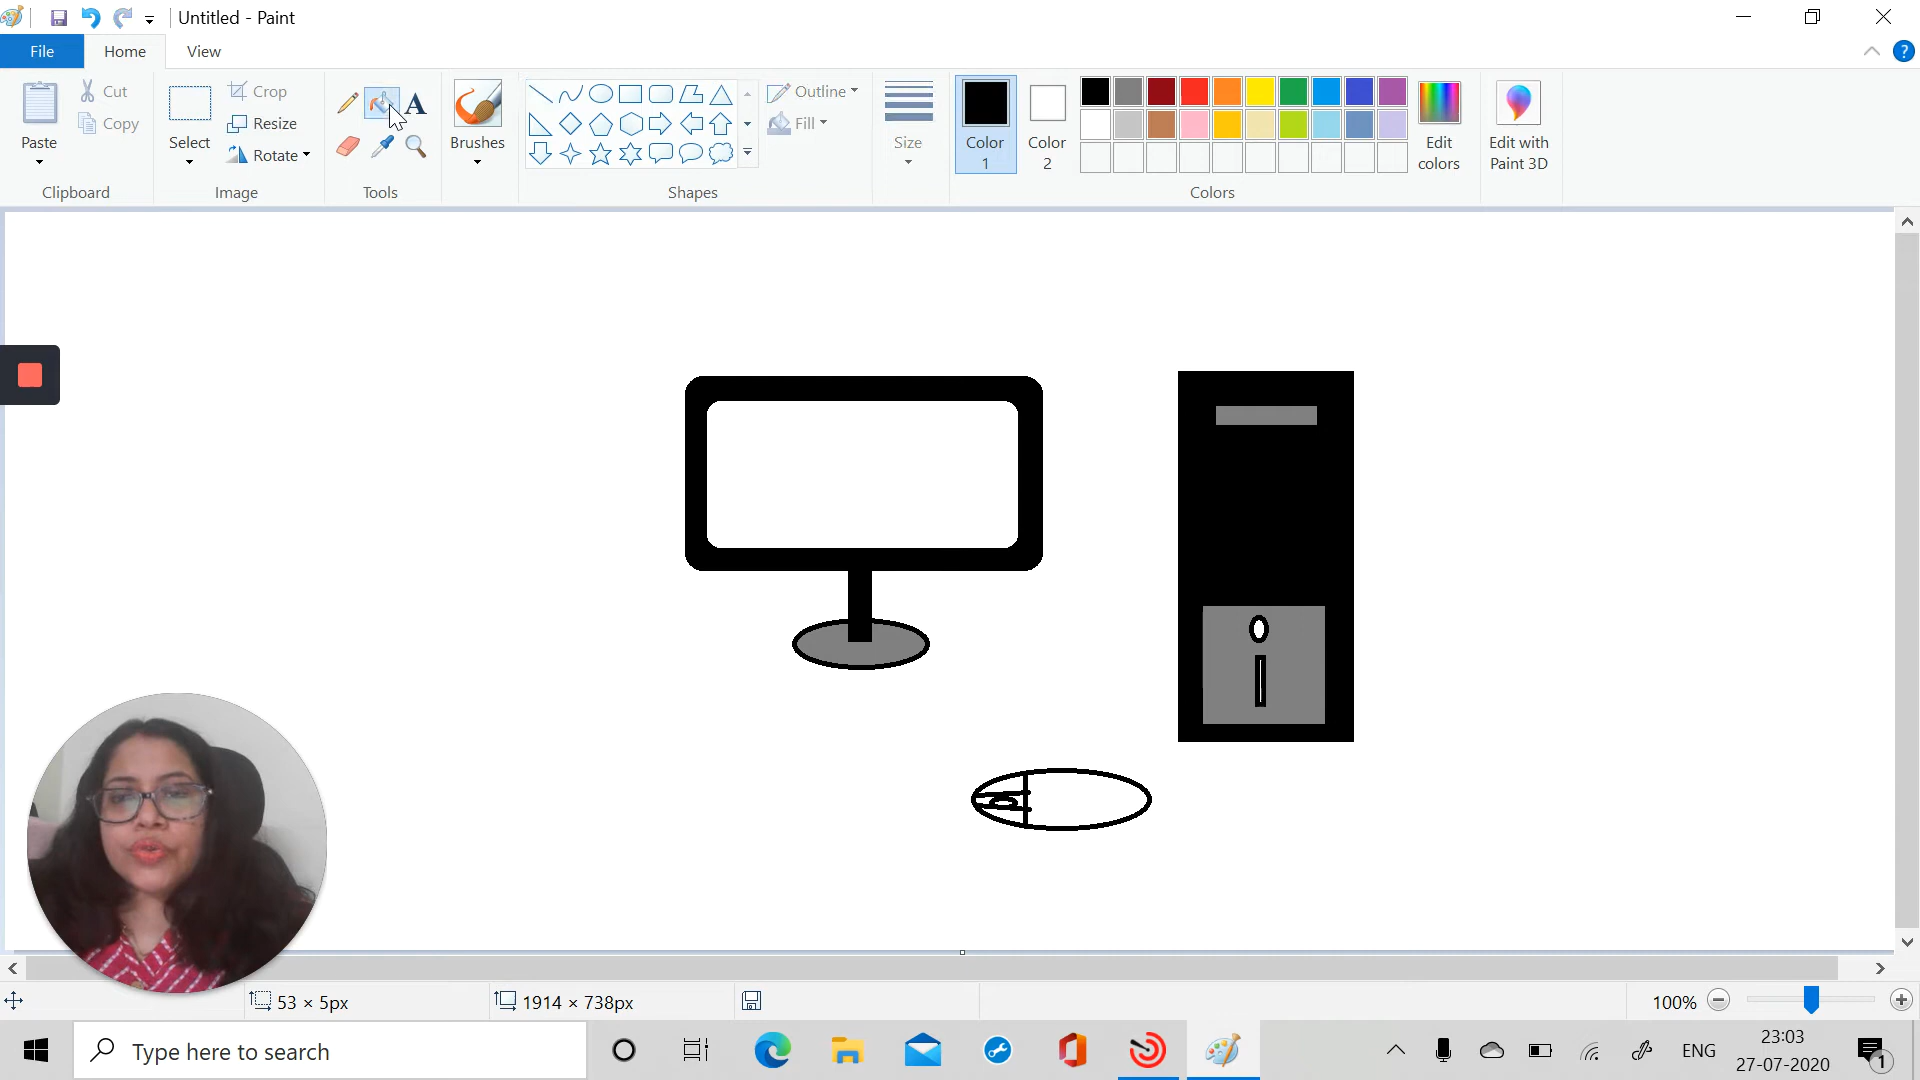 Untitled - Paint
File Home View
Paste
Cut
Copy
Clipboard
Select
Crop
Resize
Rotate
Image
A
Tools
Brushes
Outline
Fill
Shapes
Size
Color 1
Color 2
Colors
Edit colors
Edit with Paint 3D
?
53 × 5px
1914 × 738px
100%
Type here to search
ENG
23:03
27-07-2020
1